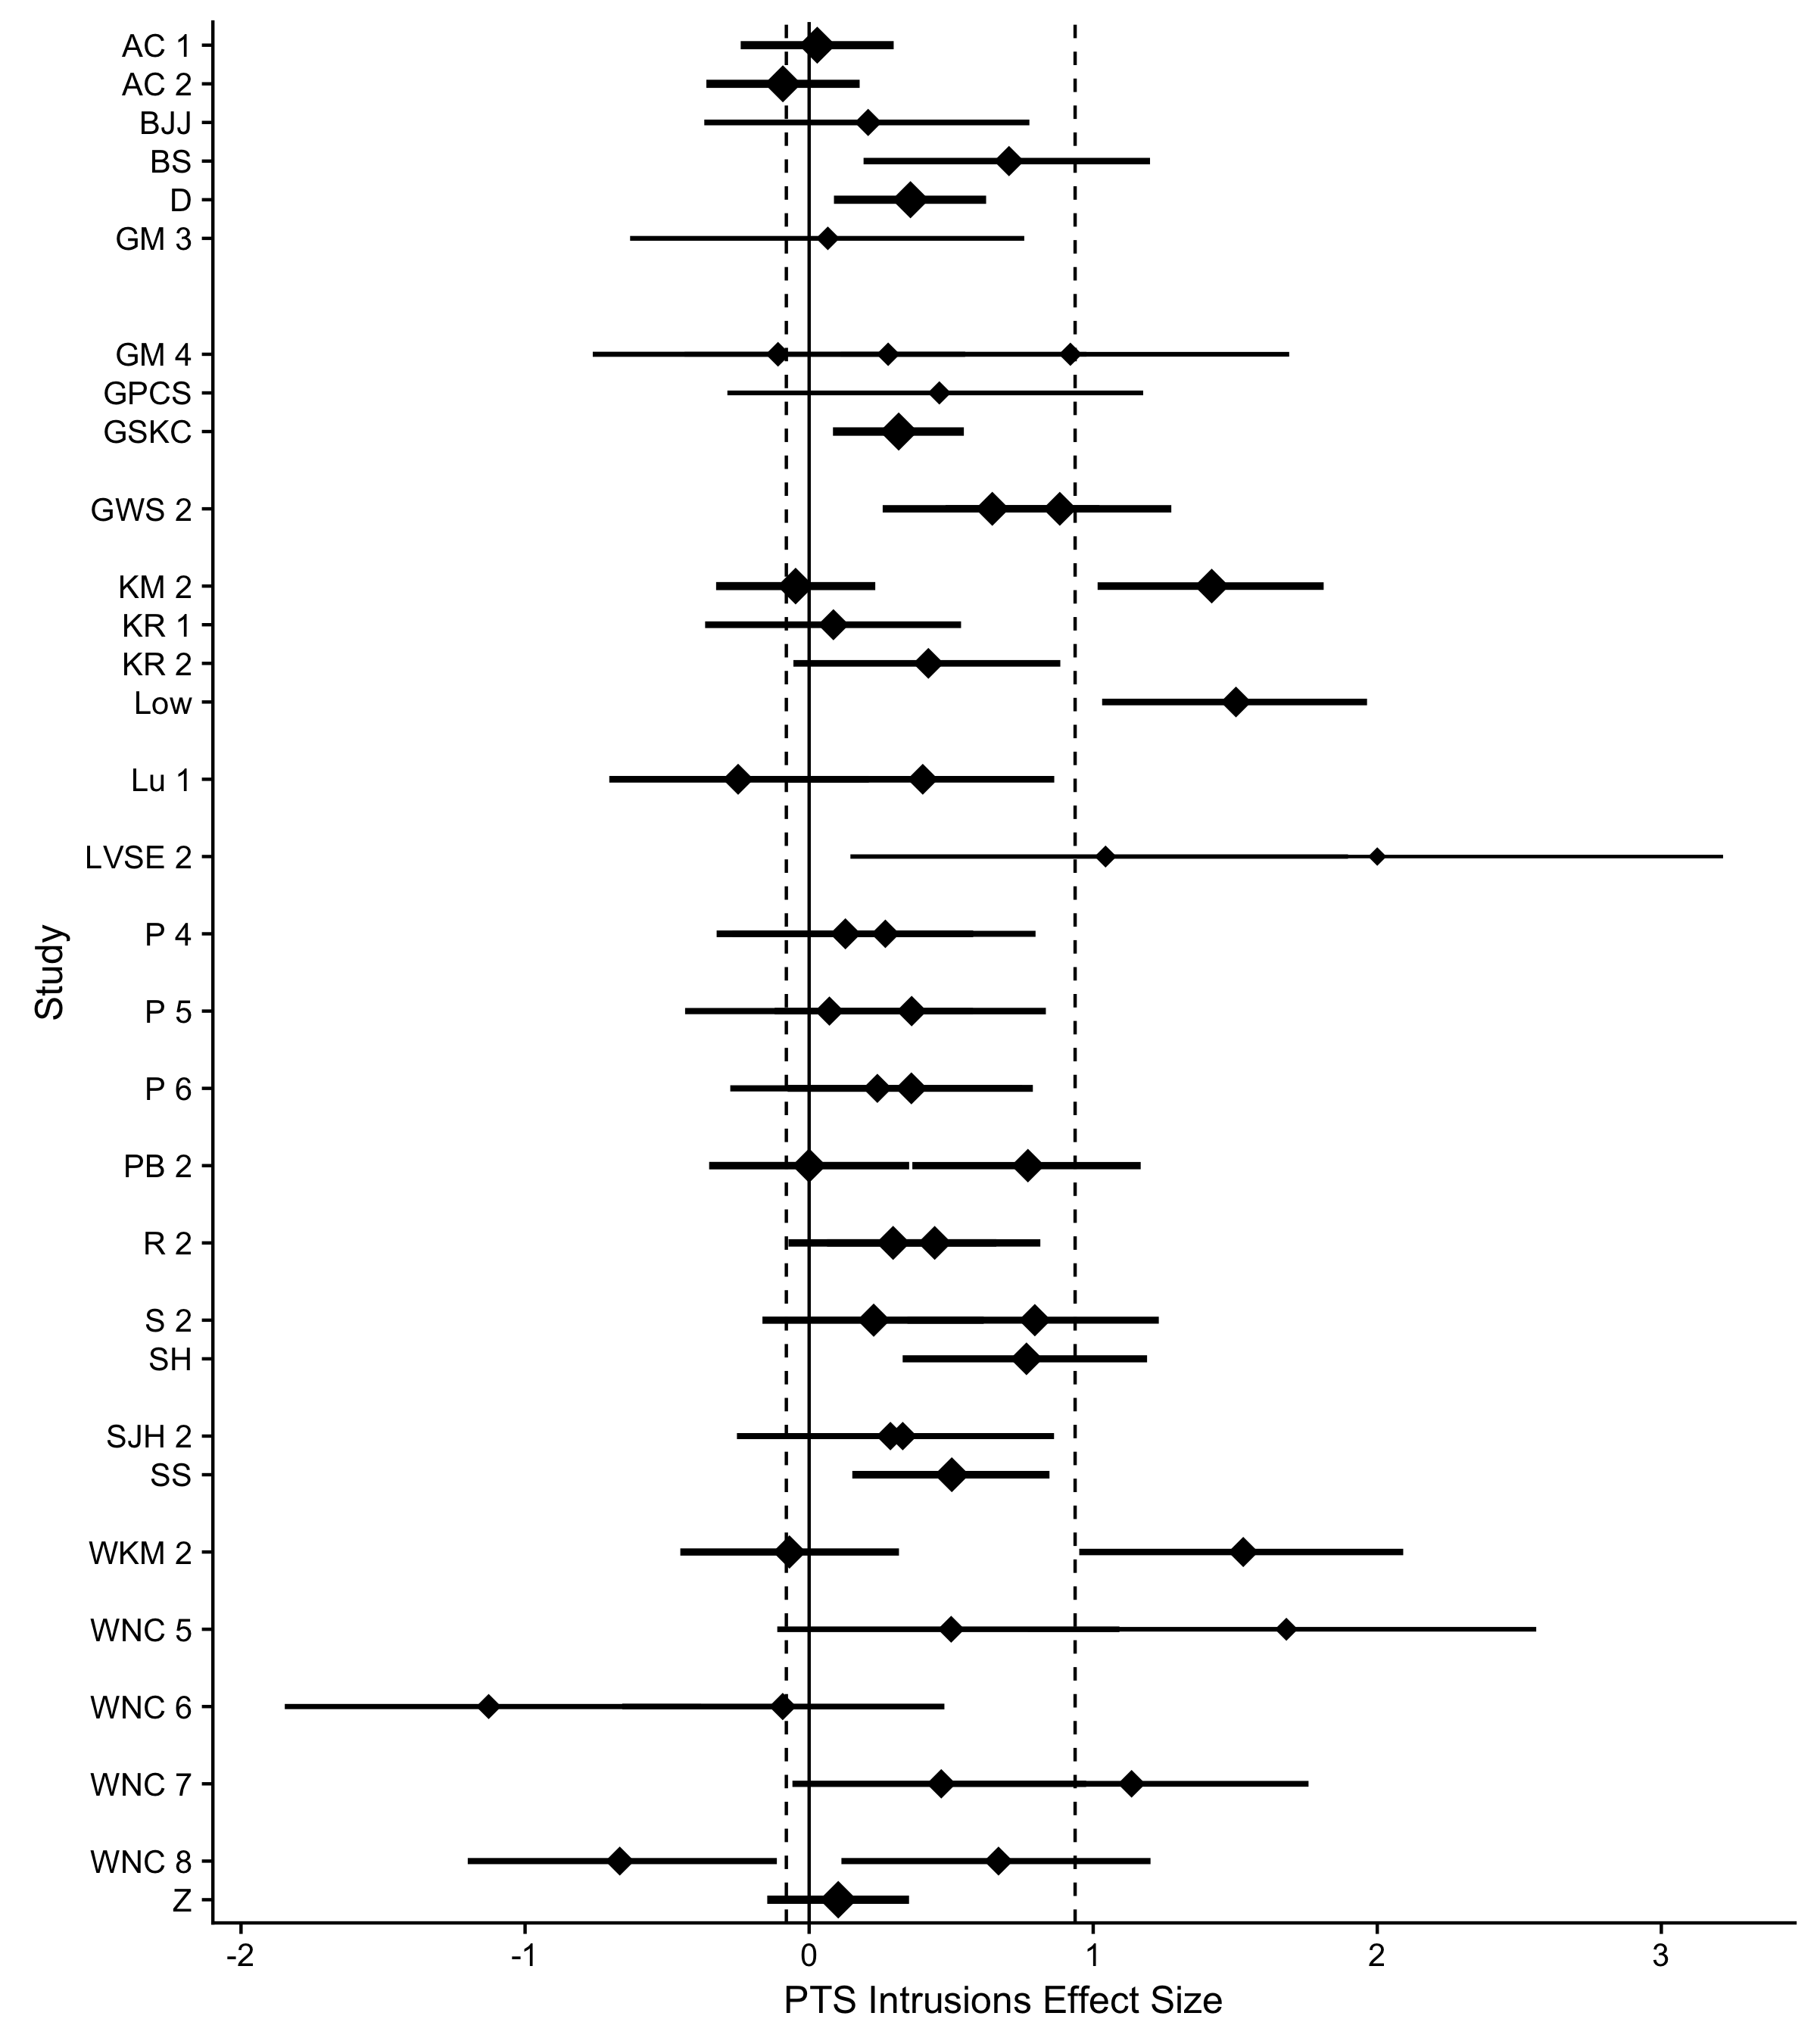 AC 1
AC 2
BJJ
BS
D
GM 3
GM 4
GPCS
GSKC
GWS 2
KM 2
KR 1
KR 2
Low
Lu 1
LVSE 2
P 4
P 5
P 6
PB 2
R 2
S 2
SH
SJH 2
SS
WKM 2
WNC 5
WNC 6
WNC 7
WNC 8
Z
Study
-2 -1 0 1 2 3
PTS Intrusions Effect Size